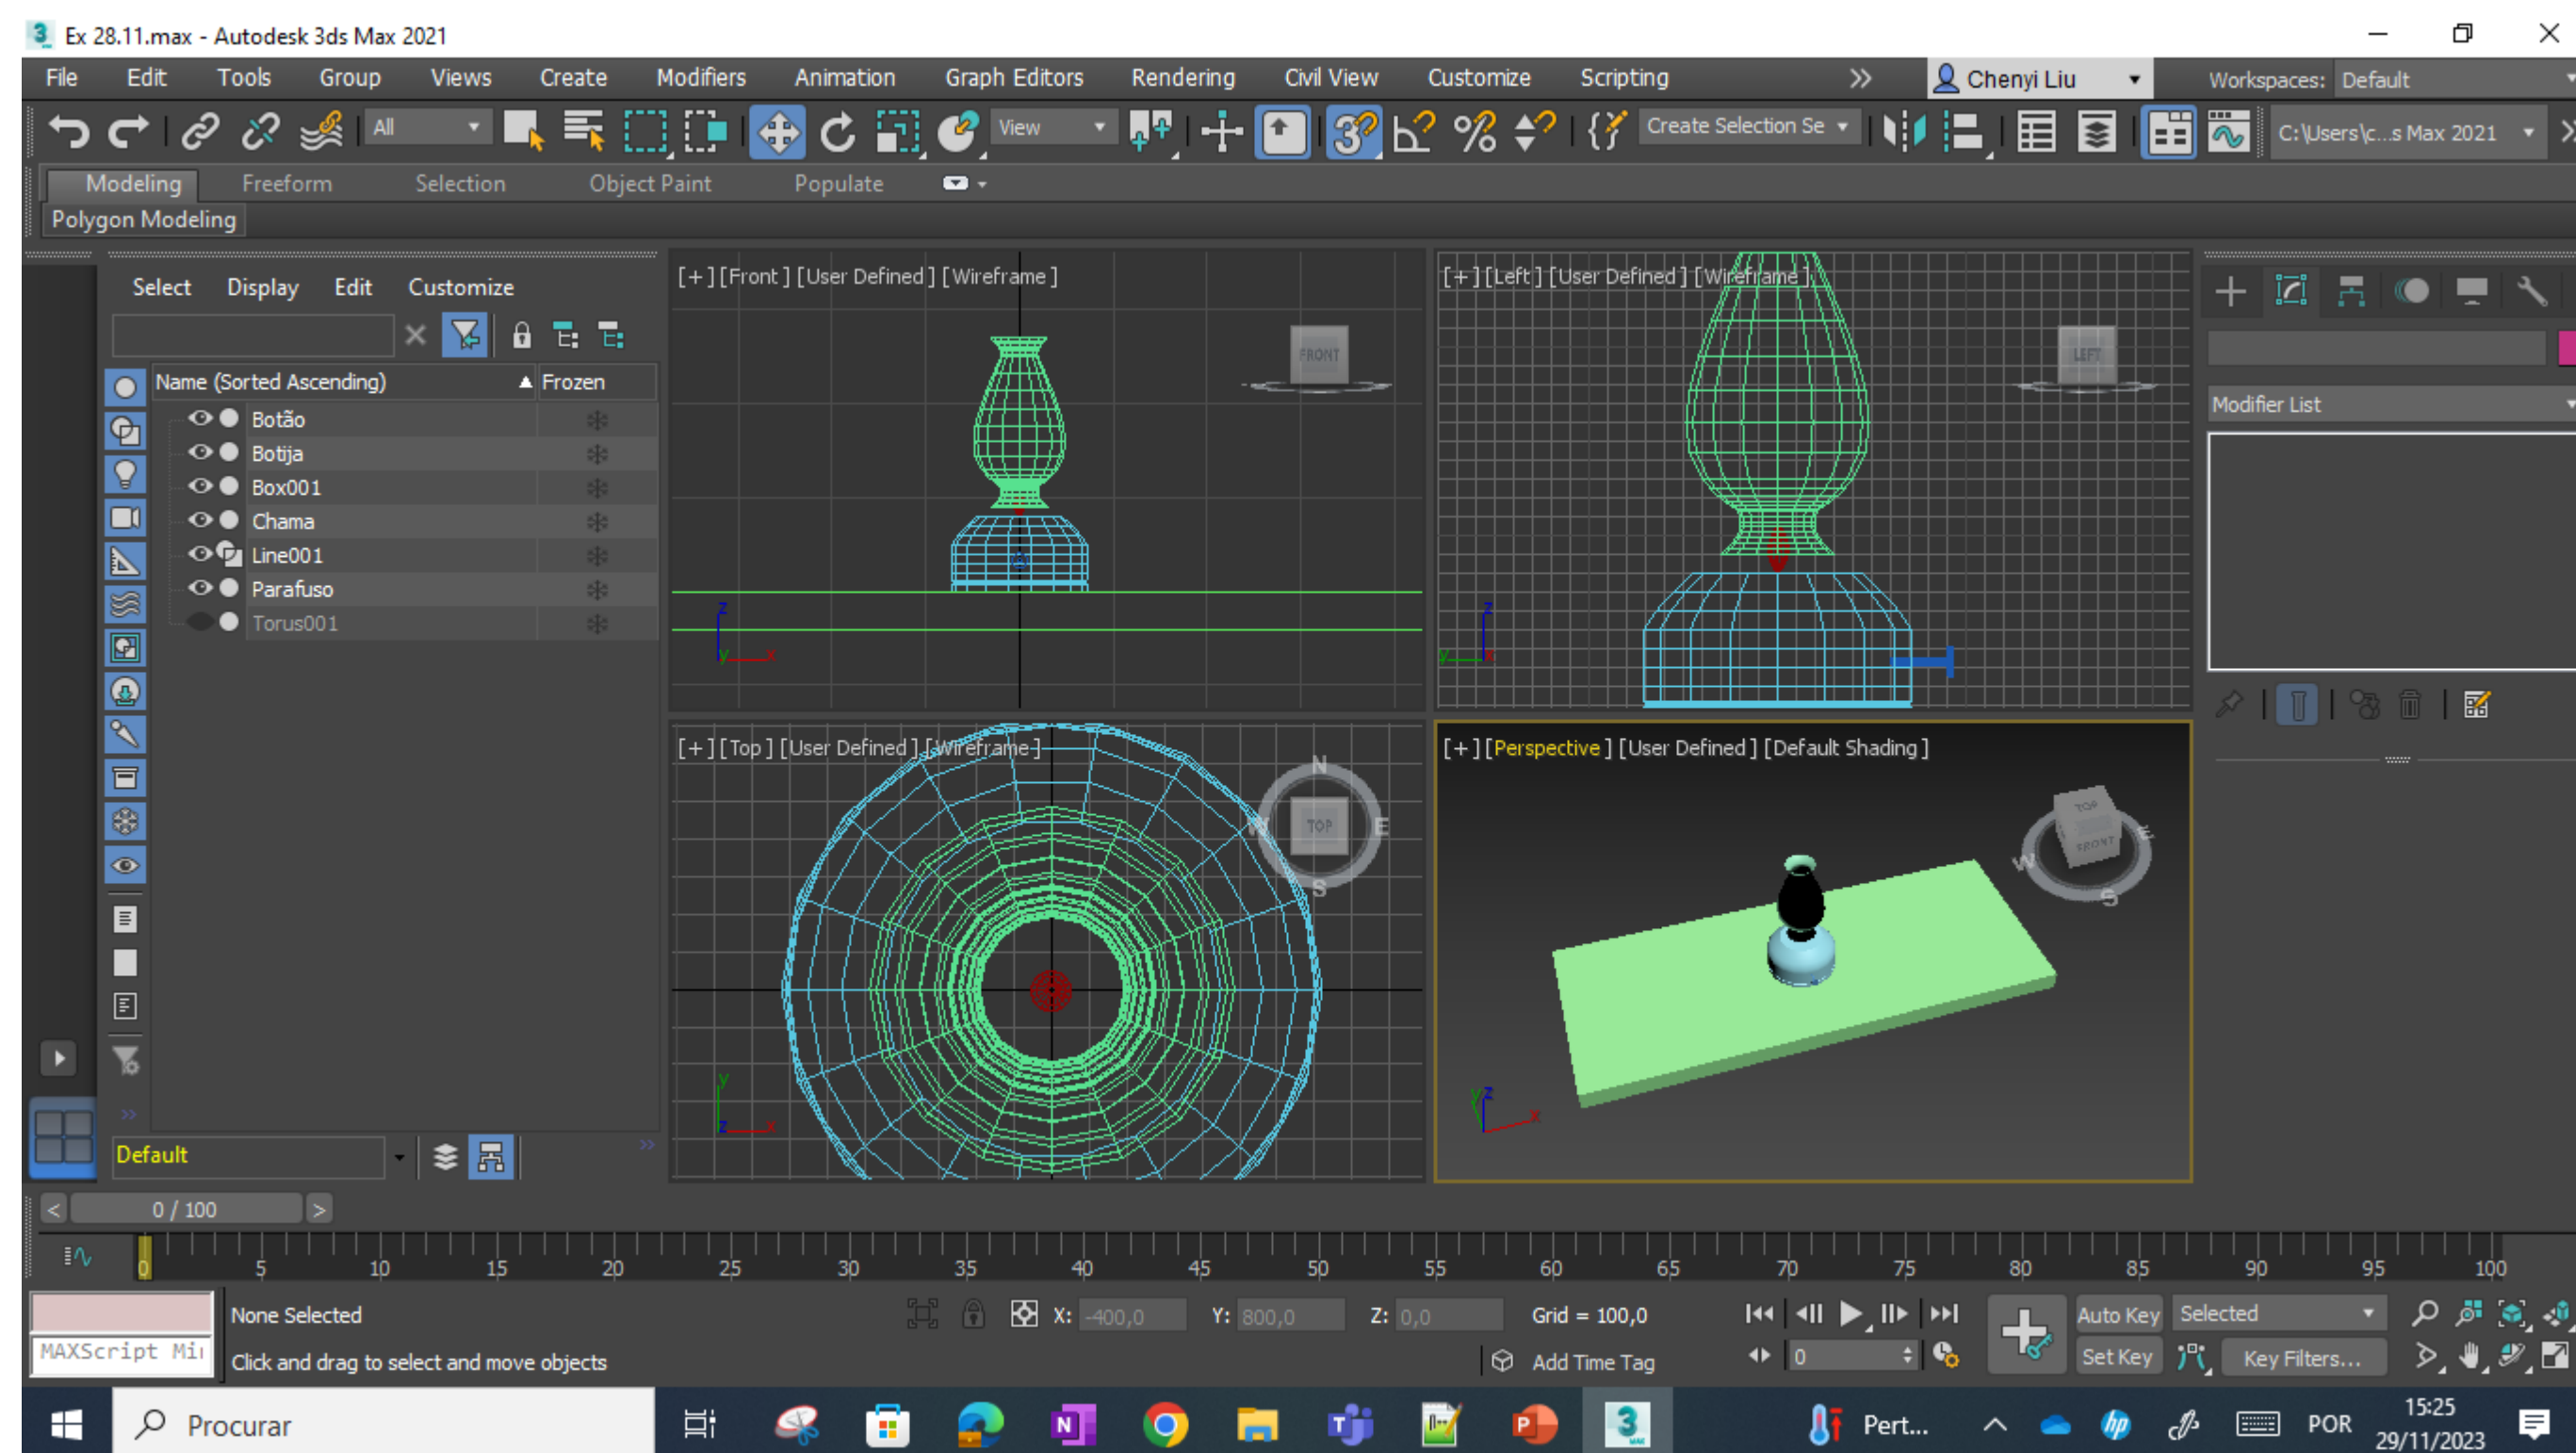 Ex 28.11.max - Autodesk 3ds Max 2021
File Edit Tools Group Views Create Modifiers Animation Graph Editors Rendering Civil View Customize Scripting Chenyi Liu Workspaces: Default
All View Create Selection Se C:\Users\c...s Max 2021
Modeling Freeform Selection Object Paint Populate
Polygon Modeling
Select Display Edit Customize
Name (Sorted Ascending) Frozen
Botão
Botija
Box001
Chama
Line001
Parafuso
Torus001
Default
[+] [Front] [User Defined] [Wireframe]
FRONT
z
y x
[+] [Left] [User Defined] [Wireframe]
LEFT
z
y
[+] [Top] [User Defined] [Wireframe]
N
W TOP E
S
y
z x
[+] [Perspective] [User Defined] [Default Shading]
TOP
FRONT
W E
S
y z
x
Modifier List
0 / 100
0 5 10 15 20 25 30 35 40 45 50 55 60 65 70 75 80 85 90 95 100
None Selected X: -400,0 Y: 800,0 Z: 0,0 Grid = 100,0 Auto Key Selected
MAXScript Mi Click and drag to select and move objects Add Time Tag 0 Set Key Key Filters...
Procurar Pert... POR 15:25
29/11/2023